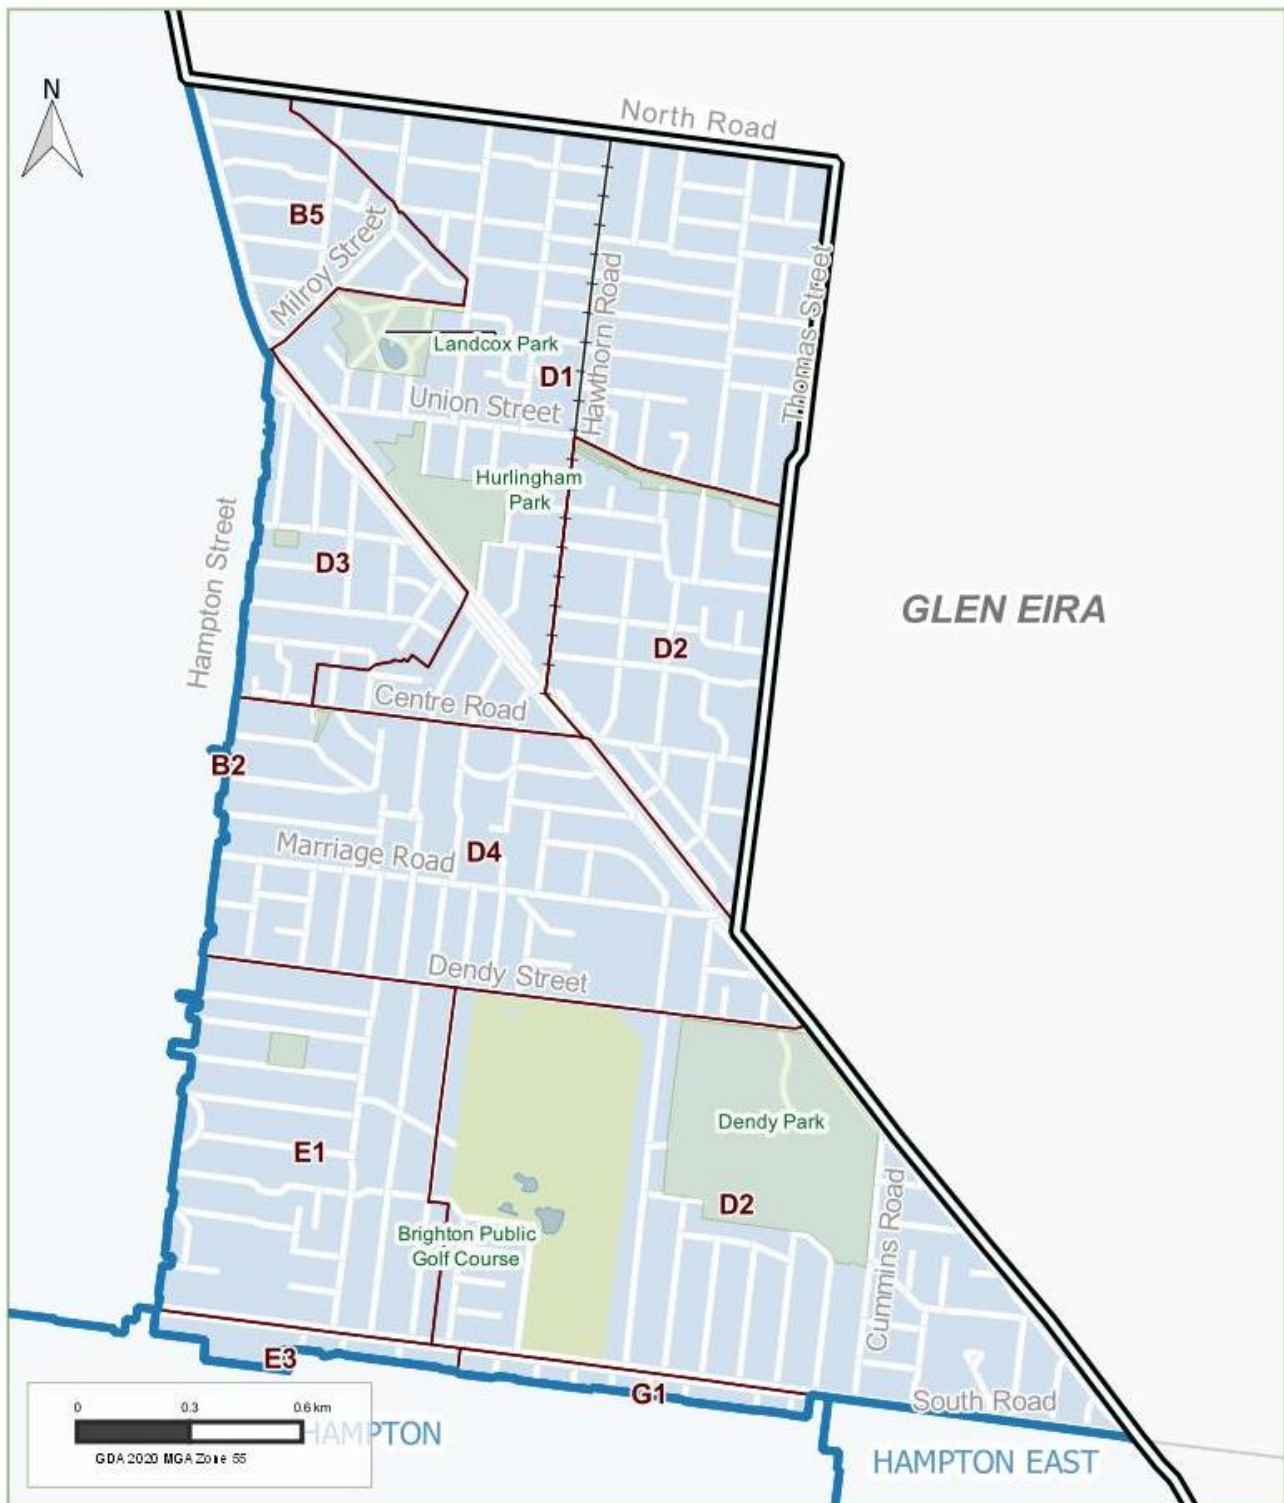 N
North Road
B5
Milroy Street
Hawthorn Road
Thomas Street
Landcox Park
D1
Union Street
Hurlingham
Park
Hampton Street
D3
GLEN EIRA
D2
Centre Road
B2
Marriage Road
D4
Dendy Street
Dendy Park
E1
D2
Brighton Public
Golf Course
Cummins Road
E3
G1
South Road
0 0.3 0.6 km
GDA 2020 MGA Zone 55
HAMPTON
HAMPTON EAST